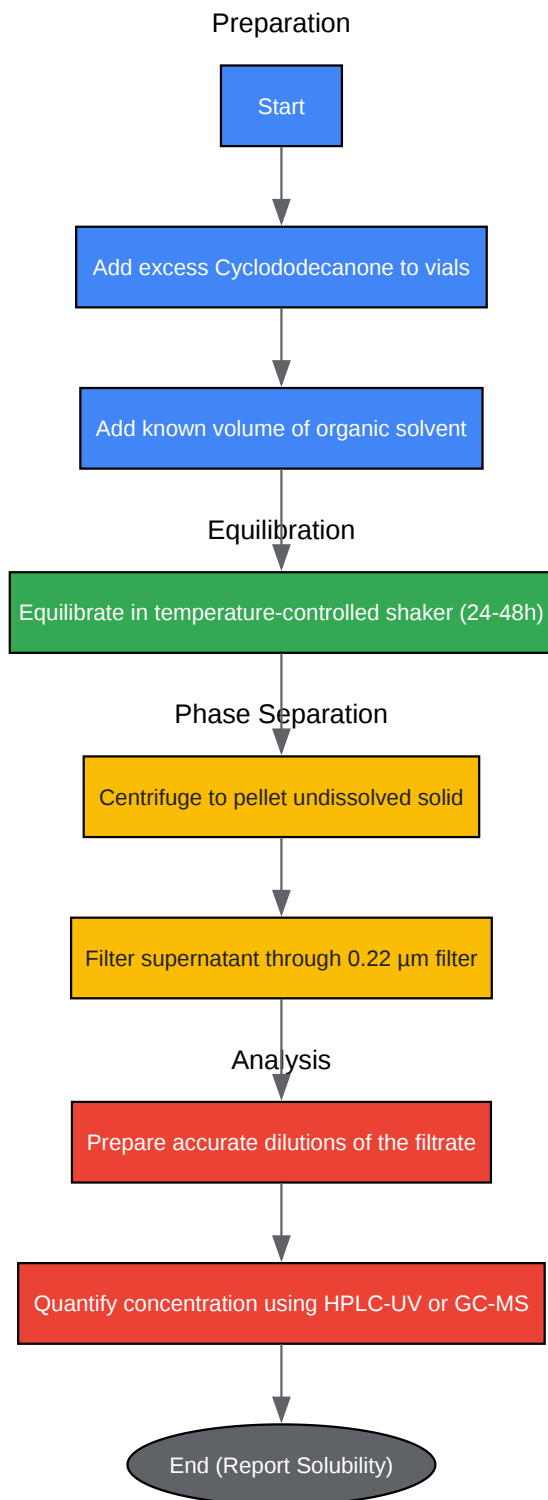 Preparation
Start
Add excess Cyclododecanone to vials
Add known volume of organic solvent
Equilibration
Equilibrate in temperature-controlled shaker (24-48h)
Phase Separation
Centrifuge to pellet undissolved solid
Filter supernatant through 0.22 µm filter
Analysis
Prepare accurate dilutions of the filtrate
Quantify concentration using HPLC-UV or GC-MS
End (Report Solubility)